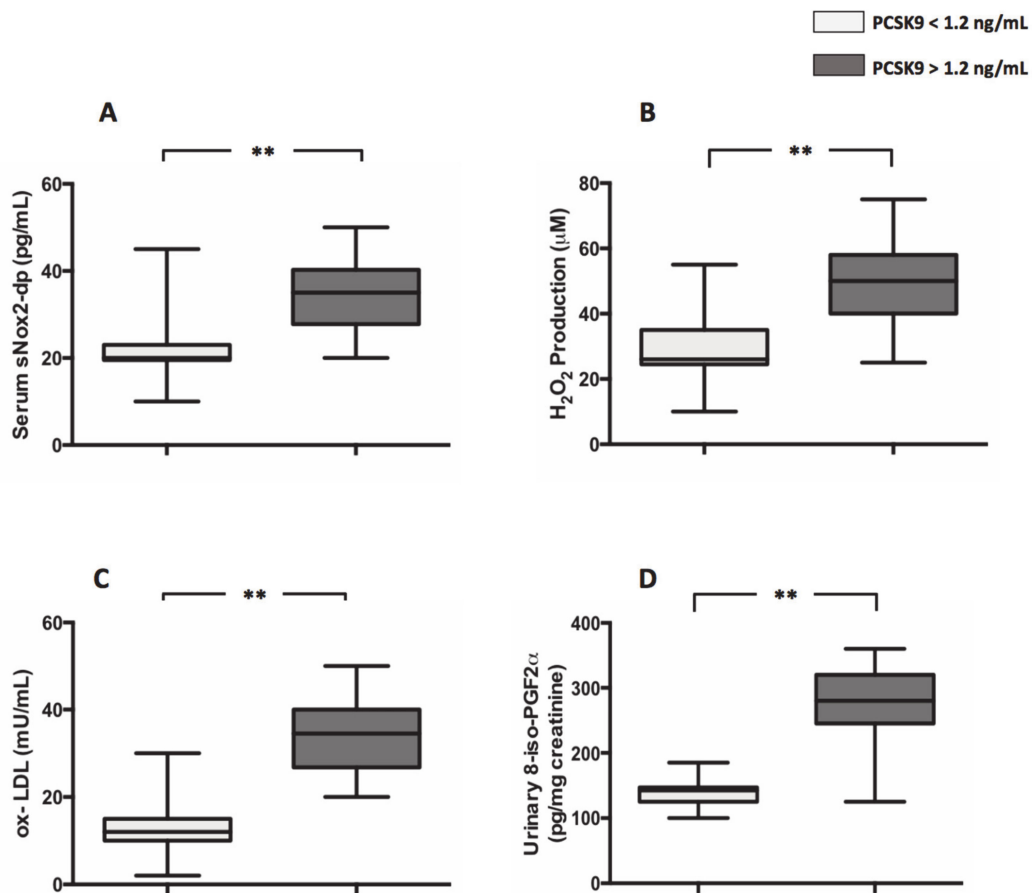 PCSK9 < 1.2 ng/mL
PCSK9 > 1.2 ng/mL
A
**
Serum sNox2-dp (pg/mL)
60
40
20
0
B
**
H₂O₂ Production (μM)
80
60
40
20
0
C
**
ox- LDL (mU/mL)
60
40
20
0
D
**
Urinary 8-iso-PGF2α
(pg/mg creatinine)
400
300
200
100
0